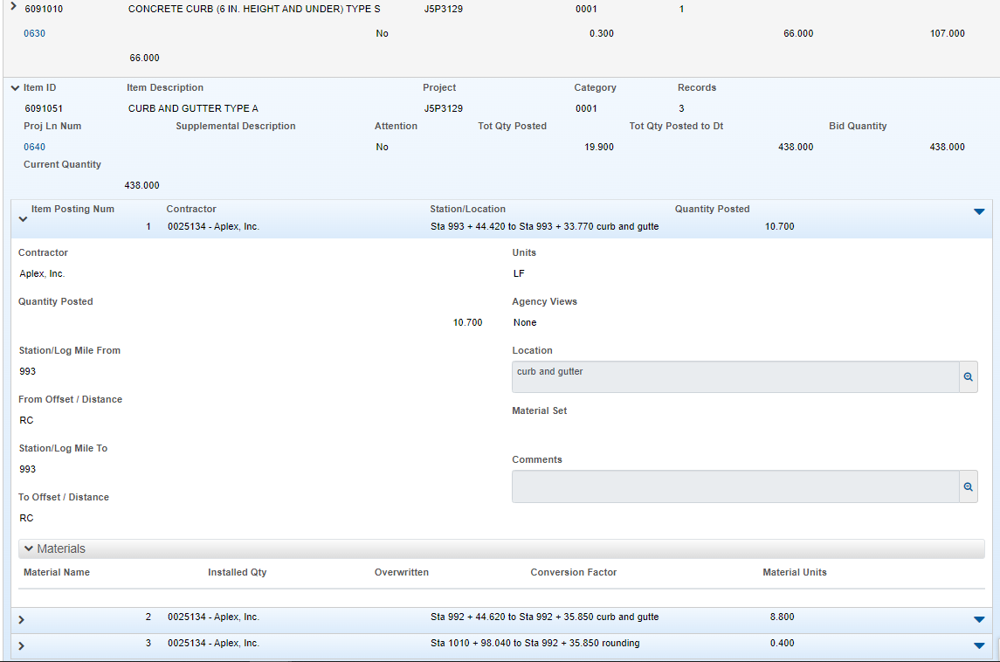 6091010 CONCRETE CURB (6 IN. HEIGHT AND UNDER) TYPE S J5P3129 0001 1
0630 No 0.300 66.000 107.000
66.000
Item ID Item Description Project Category Records
6091051 CURB AND GUTTER TYPE A J5P3129 0001 3
Proj Ln Num Supplemental Description Attention Tot Qty Posted Tot Qty Posted to Dt Bid Quantity
0640 No 19.900 438.000 438.000
Current Quantity
438.000
Item Posting Num Contractor Station/Location Quantity Posted
1 0025134 - Aplex, Inc. Sta 993 + 44.420 to Sta 993 + 33.770 curb and gutte 10.700
Contractor Units
Aplex, Inc. LF
Quantity Posted Agency Views
10.700 None
Station/Log Mile From Location
993 curb and gutter
From Offset / Distance
Material Set
RC
Station/Log Mile To
Comments
993
To Offset / Distance
RC
Materials
Material Name Installed Qty Overwritten Conversion Factor Material Units
2 0025134 - Aplex, Inc. Sta 992 + 44.620 to Sta 992 + 35.850 curb and gutte 8.800
3 0025134 - Aplex, Inc. Sta 1010 + 98.040 to Sta 992 + 35.850 rounding 0.400